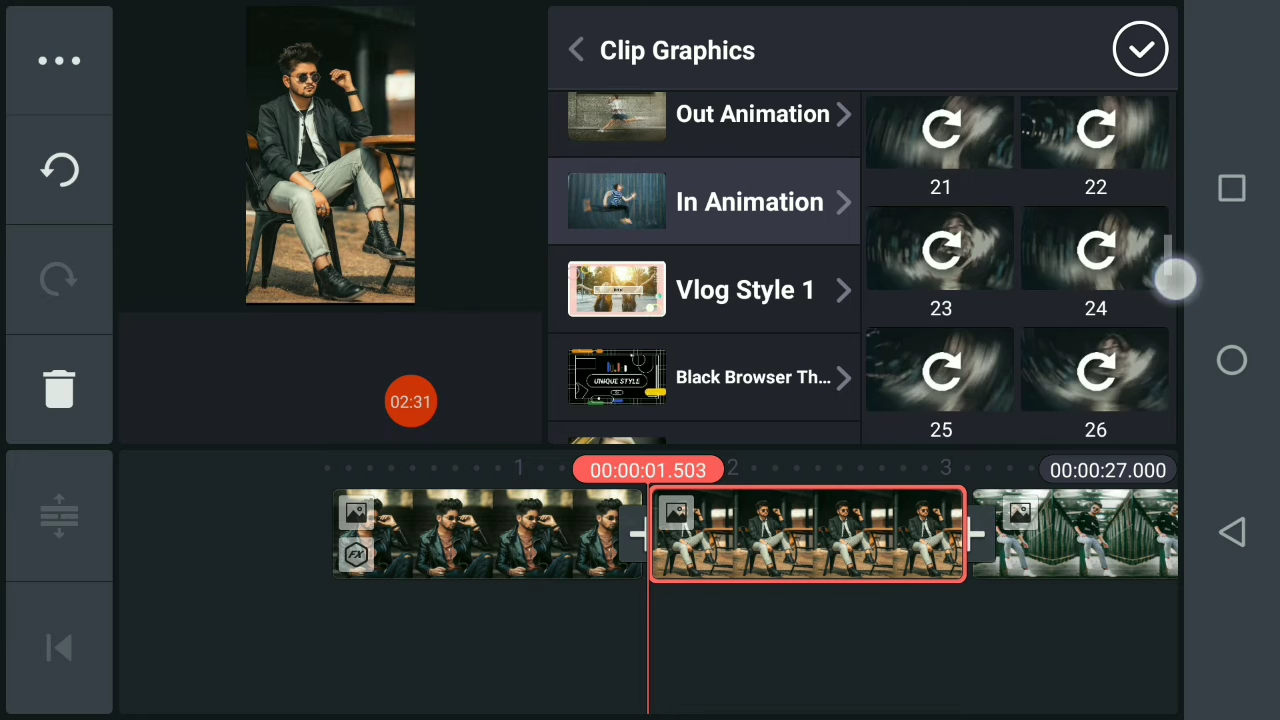 Clip Graphics
Out Animation
In Animation
Vlog Style 1
Black Browser Th...
UNIQUE STYLE
21
22
23
24
25
26
02:31
1
00:00:01.503
2
3
00:00:27.000
FX